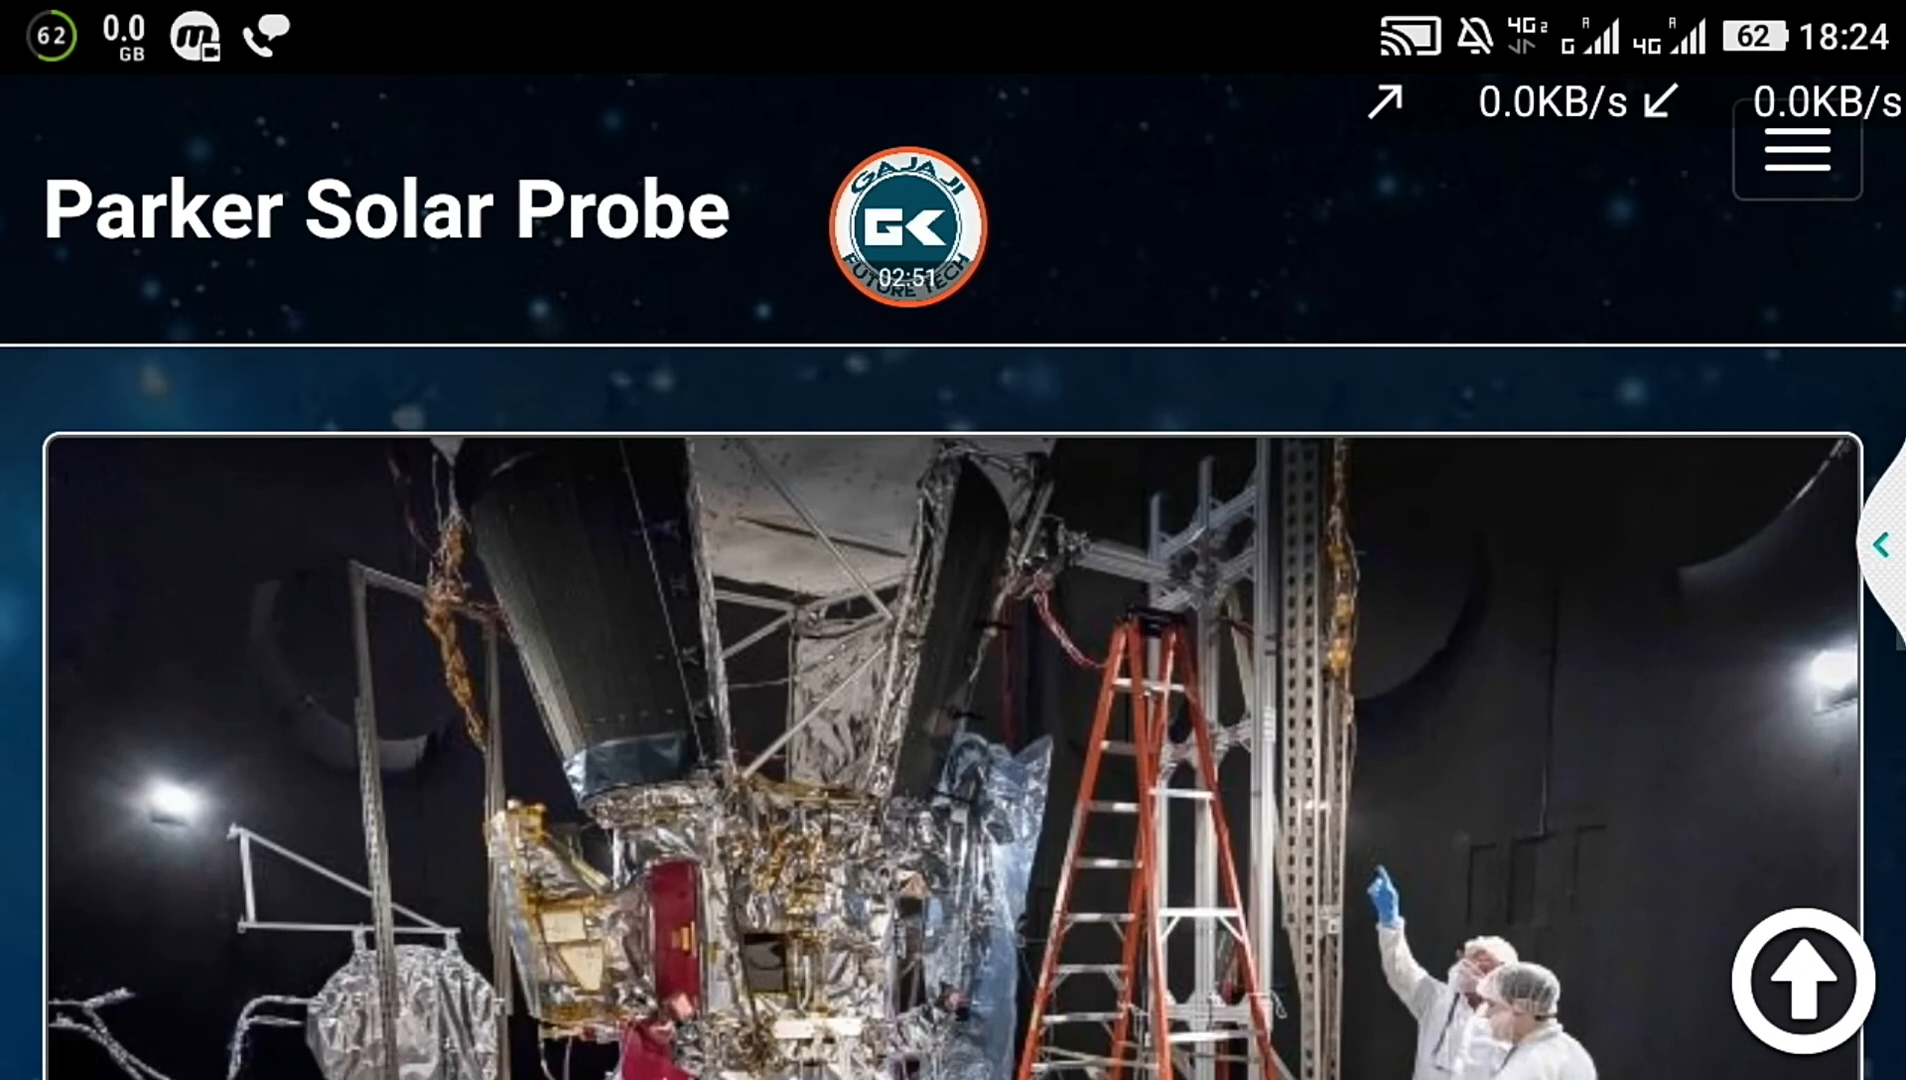 62 0.0 GB m 4G2 R G R 4G 62 18:24
0.0KB/s 0.0KB/s
Parker Solar Probe
GAJAJI
GK
02:51
FUTURE TECH